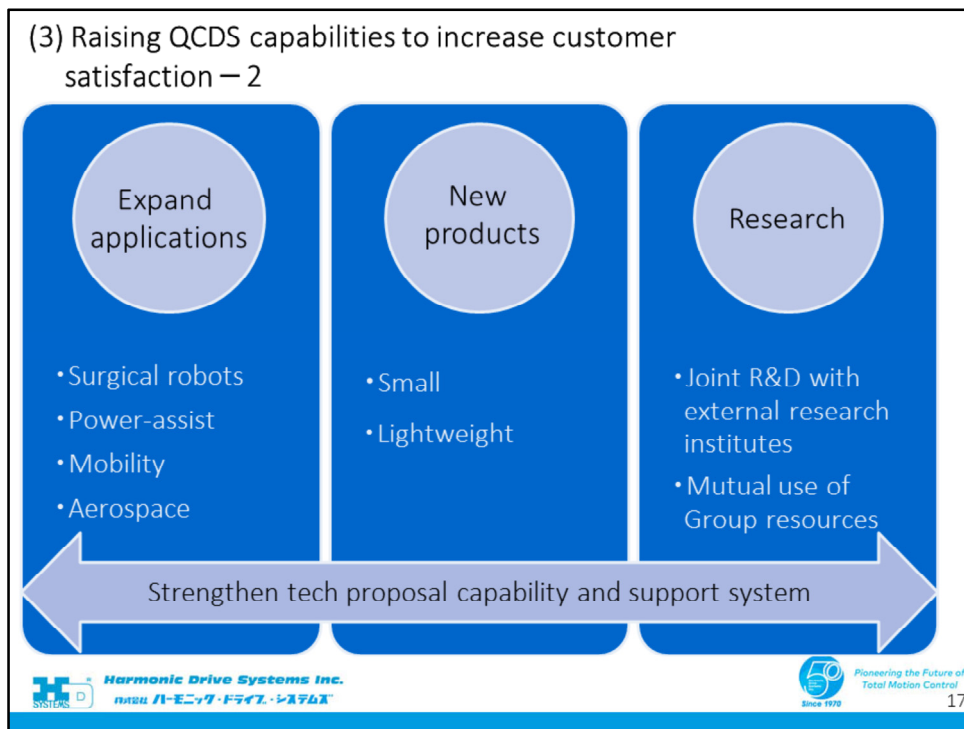 (3) Raising QCDS capabilities to increase customer
satisfaction – 2
Expand
applications
・Surgical robots
・Power-assist
・Mobility
・Aerospace
New
products
・Small
・Lightweight
Research
・Joint R&D with
external research
institutes
・Mutual use of
Group resources
Strengthen tech proposal capability and support system
H D
SYSTEMS
®
Harmonic Drive Systems Inc.
株式会社 ハーモニック・ドライブ・システムズ
50
Since 1970
Pioneering the Future of
Total Motion Control
17